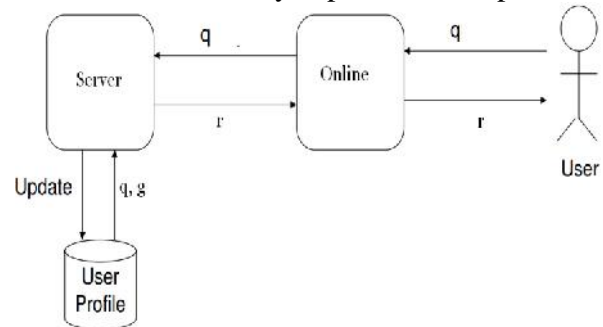 q
q
Server
Online
r
r
User
Update
q, g
User
Profile